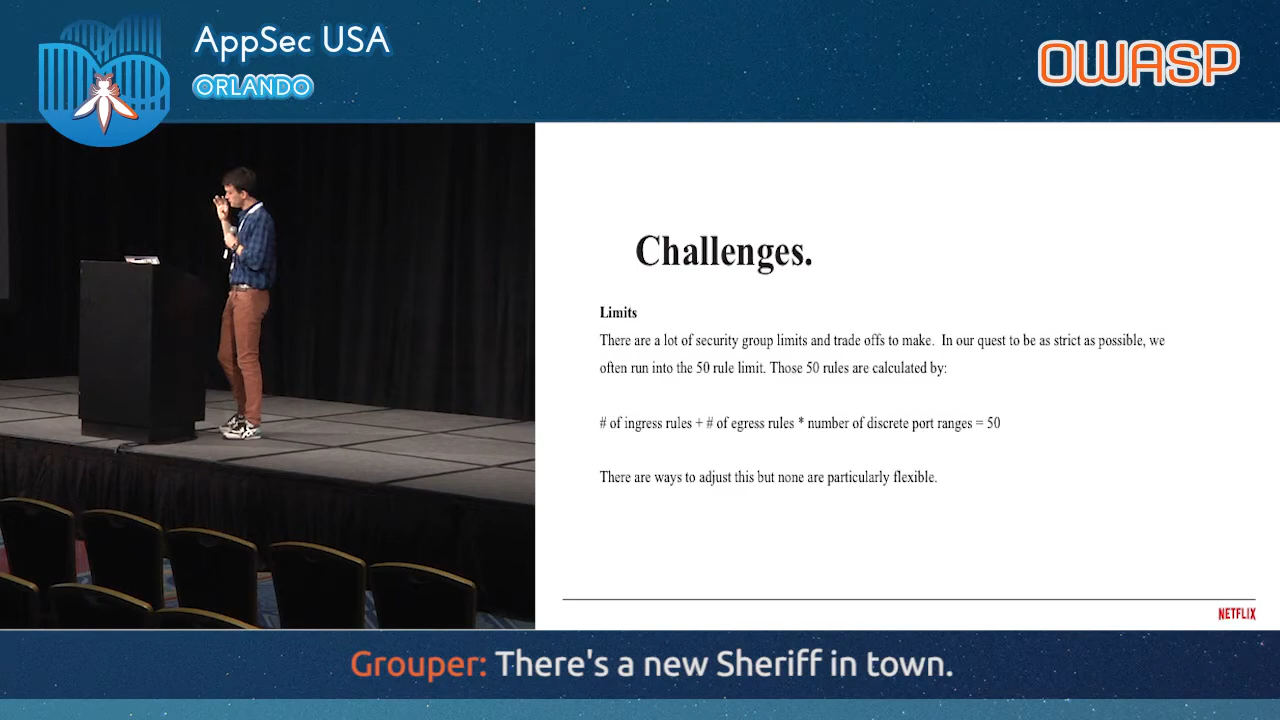 AppSec USA
ORLANDO
OWASP
Challenges.
Limits
There are a lot of security group limits and trade offs to make.  In our quest to be as strict as possible, we
often run into the 50 rule limit. Those 50 rules are calculated by:
# of ingress rules + # of egress rules * number of discrete port ranges = 50
There are ways to adjust this but none are particularly flexible.
NETFLIX
Grouper: There's a new Sheriff in town.